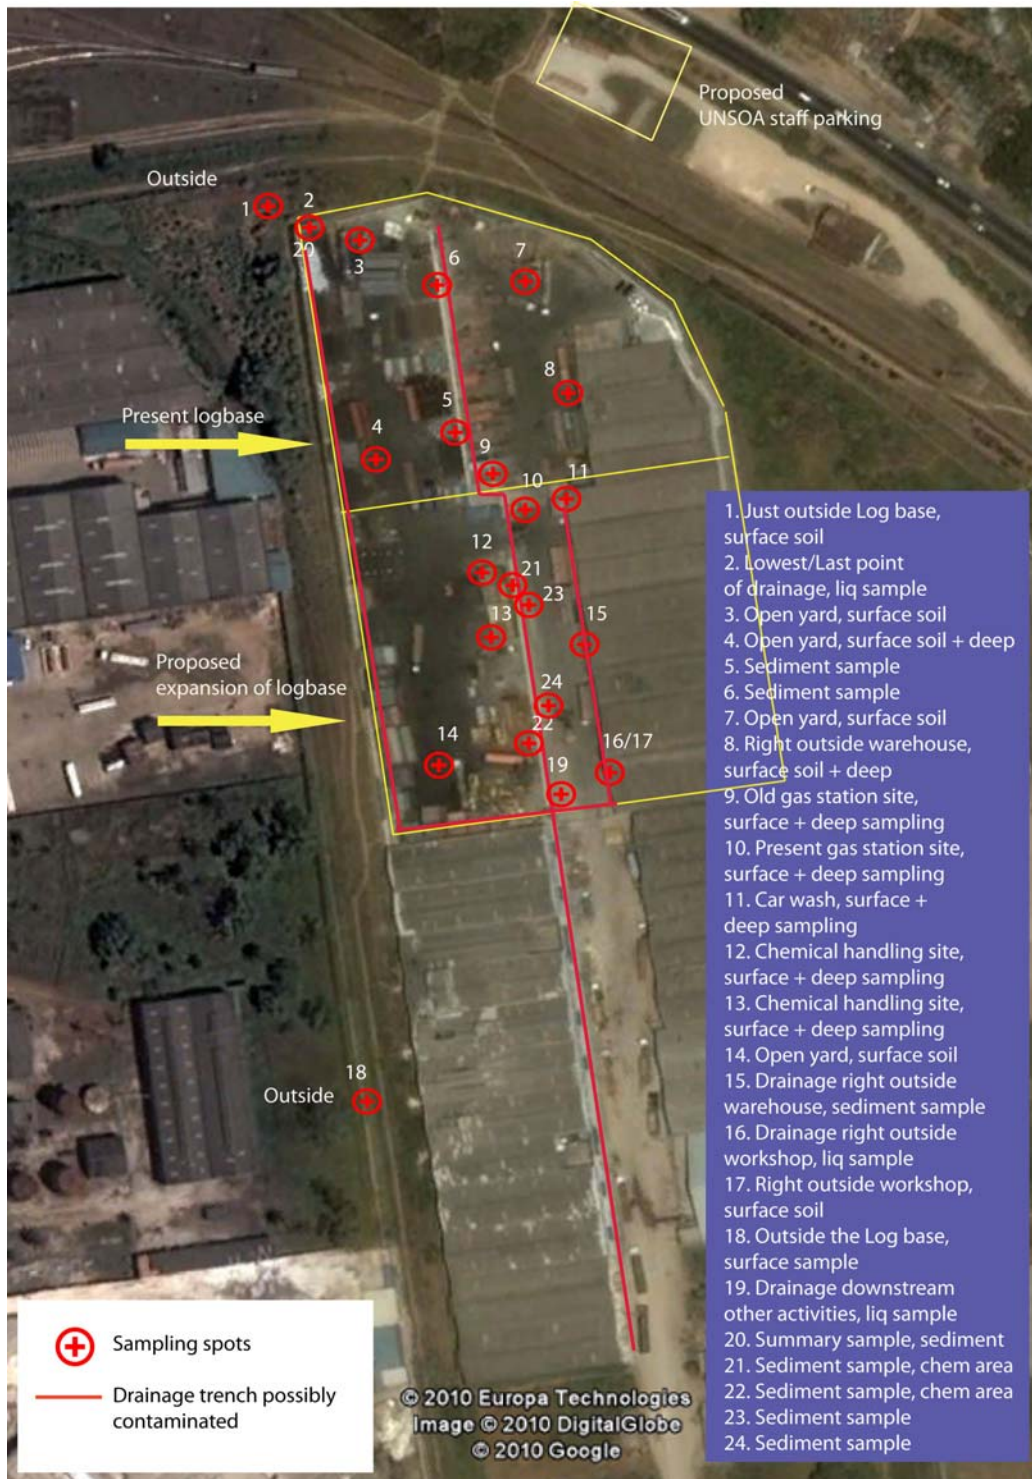 Proposed
UNSOA staff parking
Outside
1
2
20
3
6
7
8
Present logbase
5
4
9
10
11
12
21
23
13
15
Proposed
expansion of logbase
24
22
14
16/17
19
18
Outside
1. Just outside Log base,
surface soil
2. Lowest/Last point
of drainage, liq sample
3. Open yard, surface soil
4. Open yard, surface soil + deep
5. Sediment sample
6. Sediment sample
7. Open yard, surface soil
8. Right outside warehouse,
surface soil + deep
9. Old gas station site,
surface + deep sampling
10. Present gas station site,
surface + deep sampling
11. Car wash, surface +
deep sampling
12. Chemical handling site,
surface + deep sampling
13. Chemical handling site,
surface + deep sampling
14. Open yard, surface soil
15. Drainage right outside
warehouse, sediment sample
16. Drainage right outside
workshop, liq sample
17. Right outside workshop,
surface soil
18. Outside the Log base,
surface sample
19. Drainage downstream
other activities, liq sample
20. Summary sample, sediment
21. Sediment sample, chem area
22. Sediment sample, chem area
23. Sediment sample
24. Sediment sample
Sampling spots
Drainage trench possibly
contaminated
© 2010 Europa Technologies
Image © 2010 DigitalGlobe
© 2010 Google